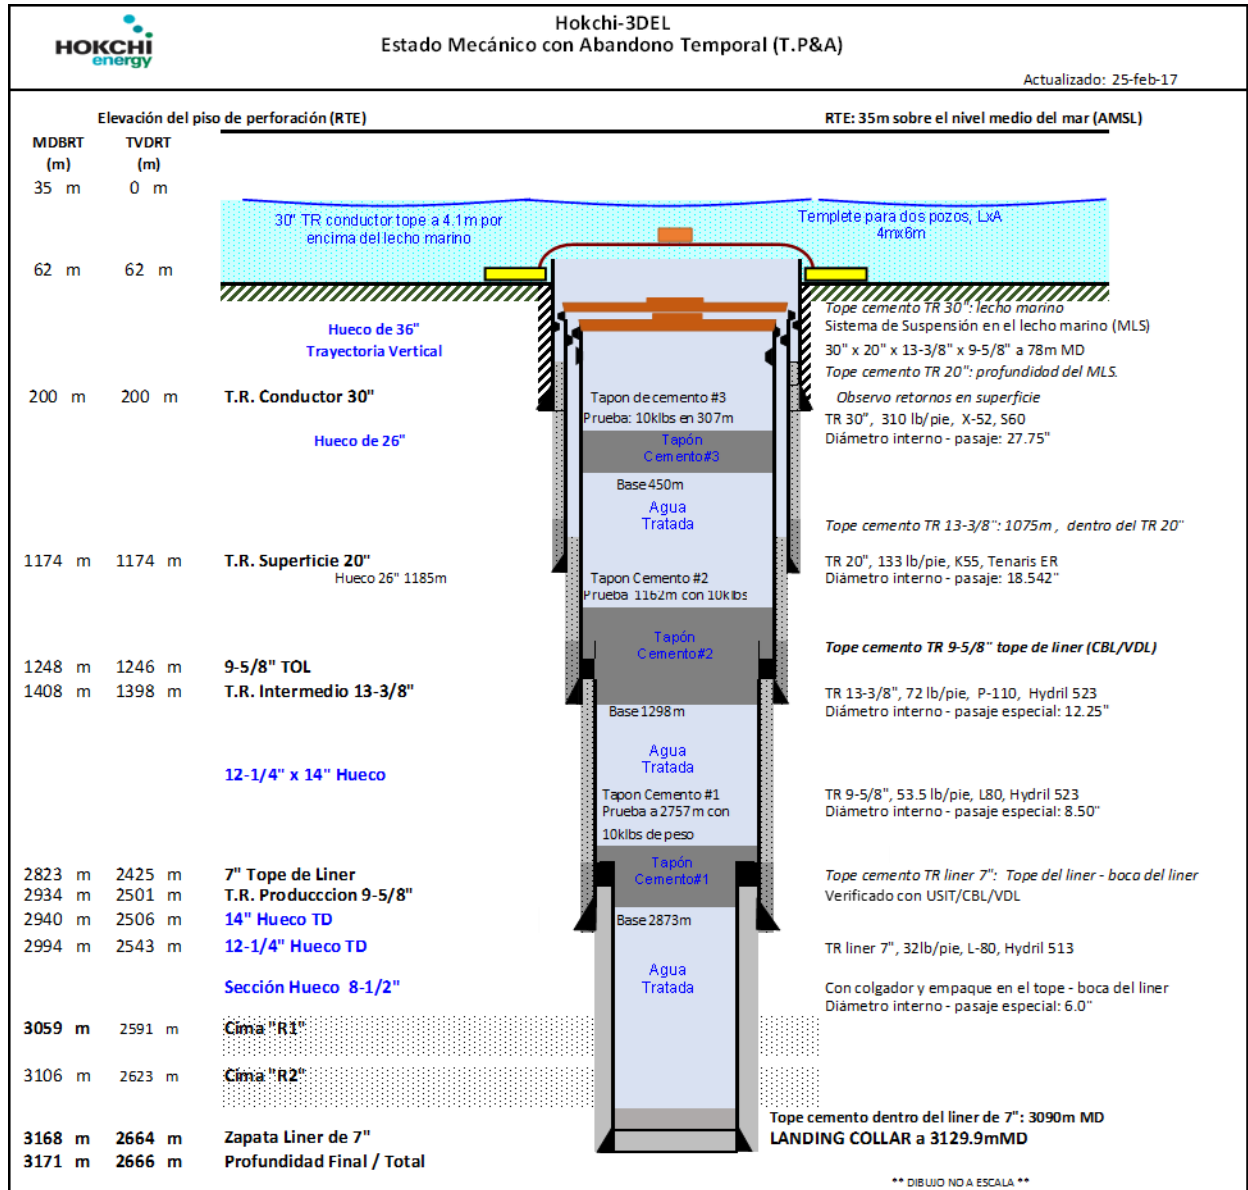 Hokchi-3DEL
HOKCHI
energy
Estado Mecánico con Abandono Temporal (T.P&A)
Actualizado: 25-feb-17
Elevación del piso de perforación (RTE)
RTE: 35m sobre el nivel medio del mar (AMSL)
MDBRT TVDRT
(m) (m)
35 m 0 m
30" TR conductor tope a 4.1m por
encima del lecho marino
Templete para dos pozos, LxA
4mx6m
62 m 62 m
Tope cemento TR 30": lecho marino
Hueco de 36"
Sistema de Suspensión en el lecho marino (MLS)
Trayectoria Vertical
30" x 20" x 13-3/8" x 9-5/8" a 78m MD
Tope cemento TR 20": profundidad del MLS.
200 m 200 m T.R. Conductor 30"
Tapon de cemento #3
Observo retornos en superficie
Prueba: 10klbs en 307m
TR 30", 310 lb/pie, X-52, S60
Hueco de 26"
Tapón
Cemento#3
Diámetro interno - pasaje: 27.75"
Base 450m
Agua
Tratada
Tope cemento TR 13-3/8": 1075m , dentro del TR 20"
1174 m 1174 m T.R. Superficie 20"
TR 20", 133 lb/pie, K55, Tenaris ER
Hueco 26" 1185m
Tapon Cemento #2
Diámetro interno - pasaje: 18.542"
Prueba 1162m con 10klbs
Tapón
Cemento#2
Tope cemento TR 9-5/8" tope de liner (CBL/VDL)
1248 m 1246 m 9-5/8" TOL
1408 m 1398 m T.R. Intermedio 13-3/8"
TR 13-3/8", 72 lb/pie, P-110, Hydril 523
Base 1298m
Diámetro interno - pasaje especial: 12.25"
Agua
Tratada
12-1/4" x 14" Hueco
Tapon Cemento #1
TR 9-5/8", 53.5 lb/pie, L80, Hydril 523
Prueba a 2757m con
Diámetro interno - pasaje especial: 8.50"
10klbs de peso
Tapón
Cemento#1
2823 m 2425 m 7" Tope de Liner
Tope cemento TR liner 7": Tope del liner - boca del liner
2934 m 2501 m T.R. Producccion 9-5/8"
Verificado con USIT/CBL/VDL
2940 m 2506 m 14" Hueco TD
Base 2873m
2994 m 2543 m 12-1/4" Hueco TD
TR liner 7", 32lb/pie, L-80, Hydril 513
Agua
Tratada
Sección Hueco 8-1/2"
Con colgador y empaque en el tope - boca del liner
Diámetro interno - pasaje especial: 6.0"
3059 m 2591 m Cima "R1"
3106 m 2623 m Cima "R2"
Tope cemento dentro del liner de 7": 3090m MD
3168 m 2664 m Zapata Liner de 7"
LANDING COLLAR a 3129.9mMD
3171 m 2666 m Profundidad Final / Total
** DIBUJO NO A ESCALA **